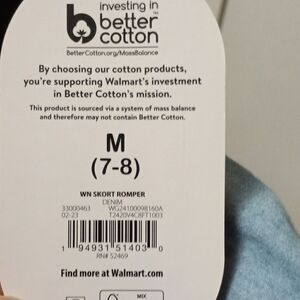 investing in
better
cotton
BetterCotton.org/MassBalance
By choosing our cotton products,
you're supporting Walmart's investment
in Better Cotton's mission.
This product is sourced via a system of mass balance
and therefore may not contain Better Cotton.
M
(7-8)
WN SKORT ROMPER
DENIM
33000463 WG24100098160A
02-23 T2420V4C8FT1003
1 94931 51403 0
RN# 52469
Find more at Walmart.com
MIX